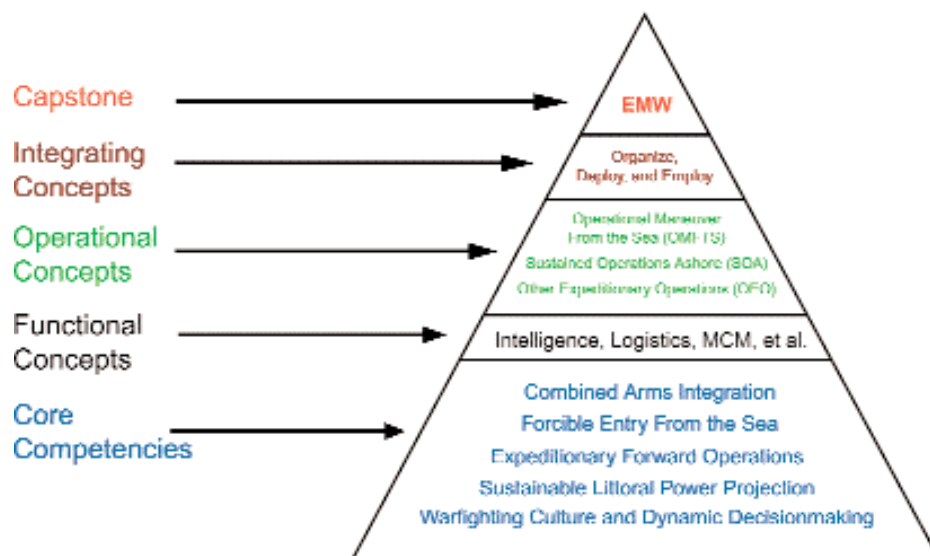 Capstone
EMW
Integrating
Concepts
Organize,
Deploy, and Employ
Operational
Concepts
Operational Maneuver
From the Sea (OMFTS)
Sustained Operations Ashore (SOA)
Other Expeditionary Operations (OEO)
Functional
Concepts
Intelligence, Logistics, MCM, et al.
Core
Competencies
Combined Arms Integration
Forcible Entry From the Sea
Expeditionary Forward Operations
Sustainable Littoral Power Projection
Warfighting Culture and Dynamic Decisionmaking